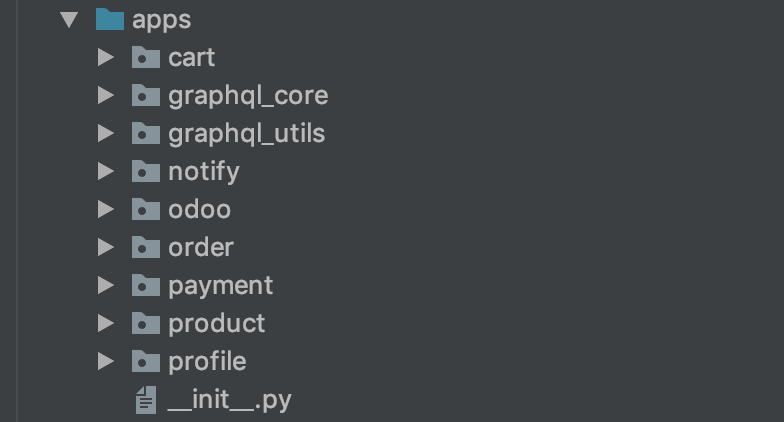 apps
cart
graphql_core
graphql_utils
notify
odoo
order
payment
product
profile
__init__.py